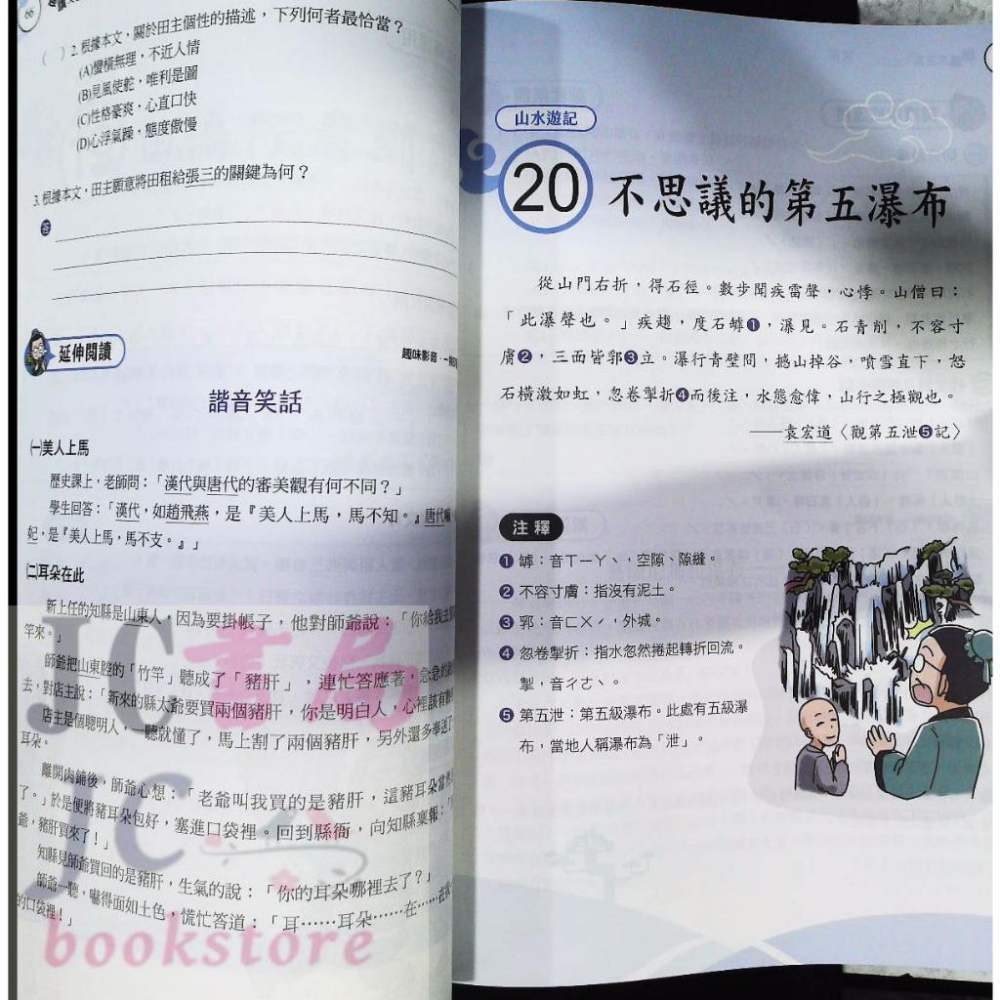 66
( ) 2. 根據本文，關於田主個性的描述，下列何者最恰當？
(A)蠻橫無理，不近人情
(B)見風使舵，唯利是圖
(C)性格豪爽，心直口快
(D)心浮氣躁，態度傲慢
3. 根據本文，田主願意將田租給張三的關鍵為何？
答
延伸閱讀
趣味影音．一
諧音笑話
㈠美人上馬
歷史課上，老師問：「漢代與唐代的審美觀有何不同？」
學生回答：「漢代，如趙飛燕，是『美人上馬，馬不知。』唐代
妃，是『美人上馬，馬不支。』」
㈡耳朵在此
新上任的知縣是山東人，因為要掛帳子，他對師爺說：「你給我
竿來。」
師爺把山東腔的「竹竿」聽成了「豬肝」，連忙答應著，急急的
去，對店主說：「新來的縣太爺要買兩個豬肝，你是明白人，心裡該有
店主是個聰明人，一聽就懂了，馬上割了兩個豬肝，另外還多奉送了
耳朵。
離開肉鋪後，師爺心想：「老爺叫我買的是豬肝，這豬耳朵當
了。」於是便將豬耳朵包好，塞進口袋裡。回到縣衙，向知縣稟報：「
爺，豬肝買來了！」
知縣見師爺買回的是豬肝，生氣的說：「你的耳朵哪裡去了？」
師爺一聽，嚇得面如土色，慌忙答道：「耳⋯⋯耳朵⋯⋯在⋯⋯在我
的口袋裡！」
JC書局
JC
bookstore
山水遊記
20 不思議的第五瀑布
從山門右折，得石徑。數步聞疾雷聲，心悸。山僧曰：
「此瀑聲也。」疾趨，度石罅❶，瀑見。石青削，不容寸
膚❷，三面皆郛❸立。瀑行青壁間，撼山掉谷，噴雪直下，怒
石橫激如虹，忽卷掣折❹而後注，水態愈偉，山行之極觀也。
——袁宏道〈觀第五泄❺記〉
注釋
❶ 罅：音ㄒㄧㄚˋ，空隙、隙縫。
❷ 不容寸膚：指沒有泥土。
❸ 郛：音ㄈㄨˊ，外城。
❹ 忽卷掣折：指水忽然捲起轉折回流。
掣，音ㄔㄜˋ。
❺ 第五泄：第五級瀑布。此處有五級瀑
布，當地人稱瀑布為「泄」。